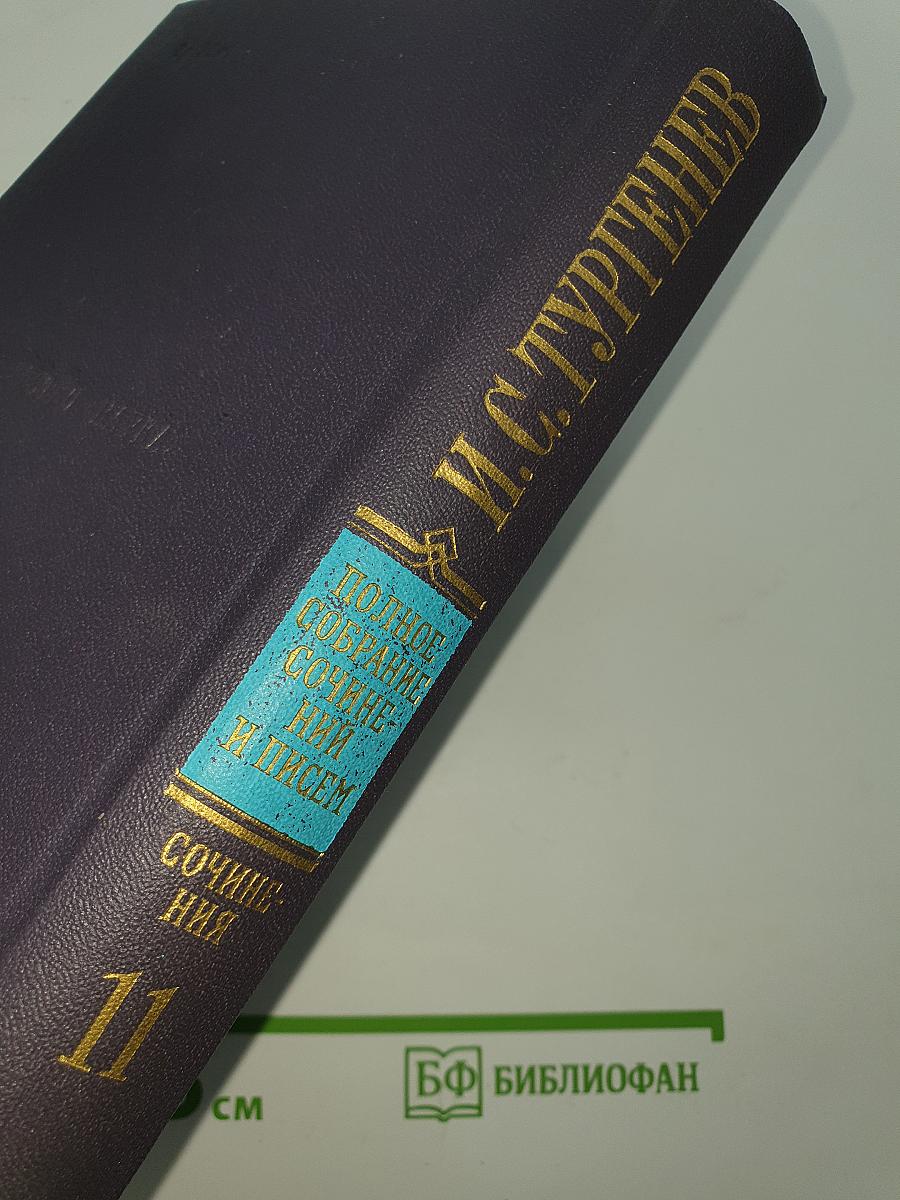 И.С.ТУРГЕНЕВ
ПОЛНОЕ
СОБРАНИЕ
СОЧИНЕ-
НИЙ
И ПИСЕМ
СОЧИНЕ-
НИЯ
11
см
БФ БИБЛИОФАН